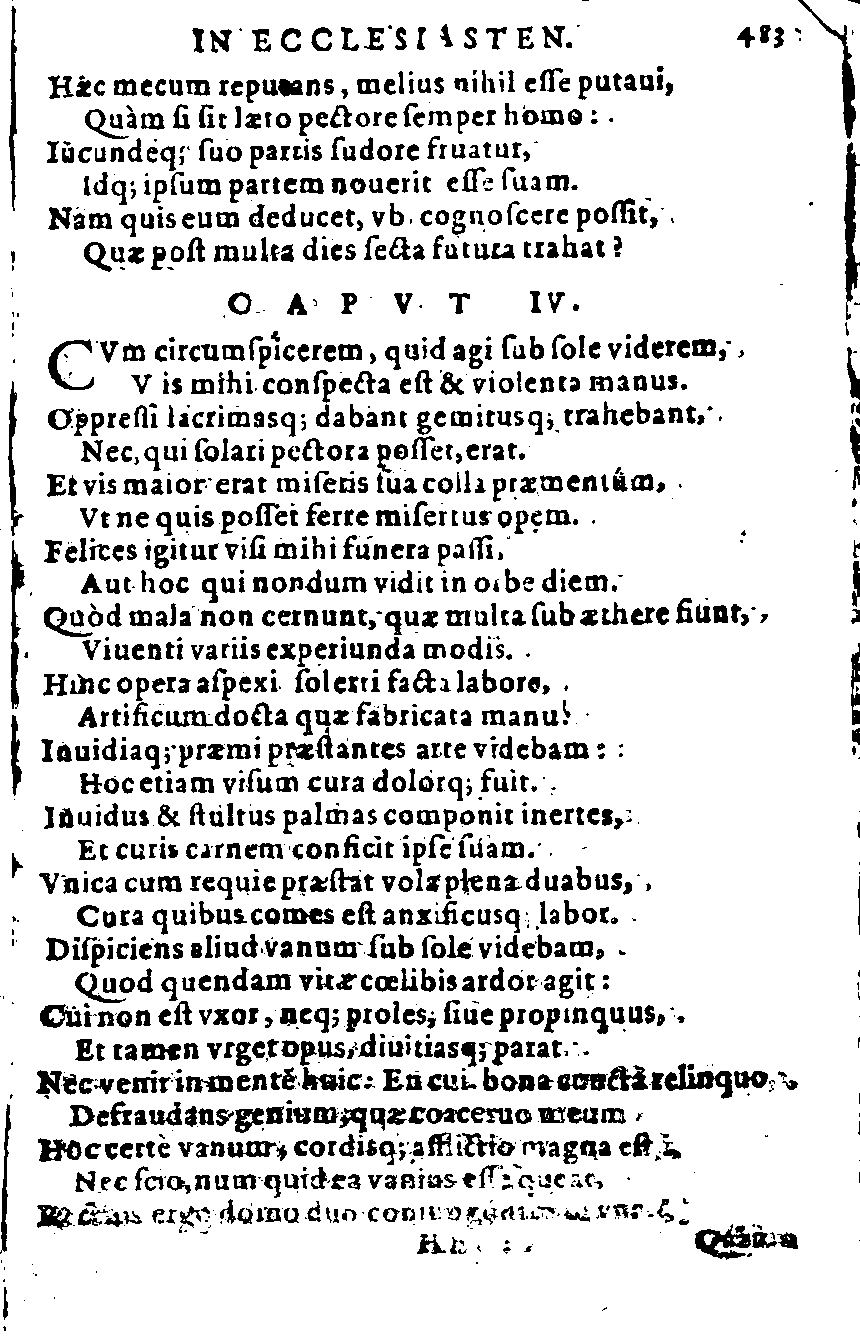 IN ECCLESIASTEN. 483
Hæc mecum reputans, melius nihil eſſe putaui,
Quàm ſi ſit læto pectore ſemper homo:
Iucundeq; ſuo partis ſudore fruatur,
Idq; ipſum partem nouerit eſſe ſuam.
Nam quis eum deducet, vb. cognoſcere poſſit,
Quæ poſt multa dies ſecta futura trahat?
CAPVT IV.
CVm circumſpicerem, quid agi ſub ſole viderem,
Vis mihi conſpecta eſt & violenta manus.
Oppreſſi lacrimasq; dabant gemitusq; trahebant,
Nec, qui ſolari pectora poſſet, erat.
Et vis maior erat miſeris ſua colla præmentûm,
Vt ne quis poſſet ferre miſertus opem.
Felices igitur viſi mihi funera paſſi,
Aut hoc qui nondum vidit in orbe diem.
Quòd mala non cernunt, quæ multa ſub æthere fiunt,
Viuenti variis experiunda modis.
Hinc opera aſpexi ſolerti facta labore,
Artificum docta quæ fabricata manu:
Inuidiaq; præmi præſtantes arte videbam:
Hoc etiam viſum cura dolorq; fuit.
Inuidus & ſtultus palmas componit inertes,
Et curis carnem conficit ipſe ſuam.
Vnica cum requie præſtat vola plena duabus,
Cura quibus comes eſt anxificusq; labor.
Diſpiciens aliud vanum ſub ſole videbam,
Quod quendam vitæ cœlibis ardor agit:
Cui non eſt vxor, neq; proles, ſiue propinquus,
Et tamen vrget opus, diuitiasq; parat.
Nec venit in mentē huic: En cui bona cuncta relinquo,
Defraudans genium, quæ coaceruo meum
Hoc certè vanum, cordisq; afflictio magna eſt,
Nec ſcio, num quid ea vanius eſſe queat,
ergo domo duo
Hh